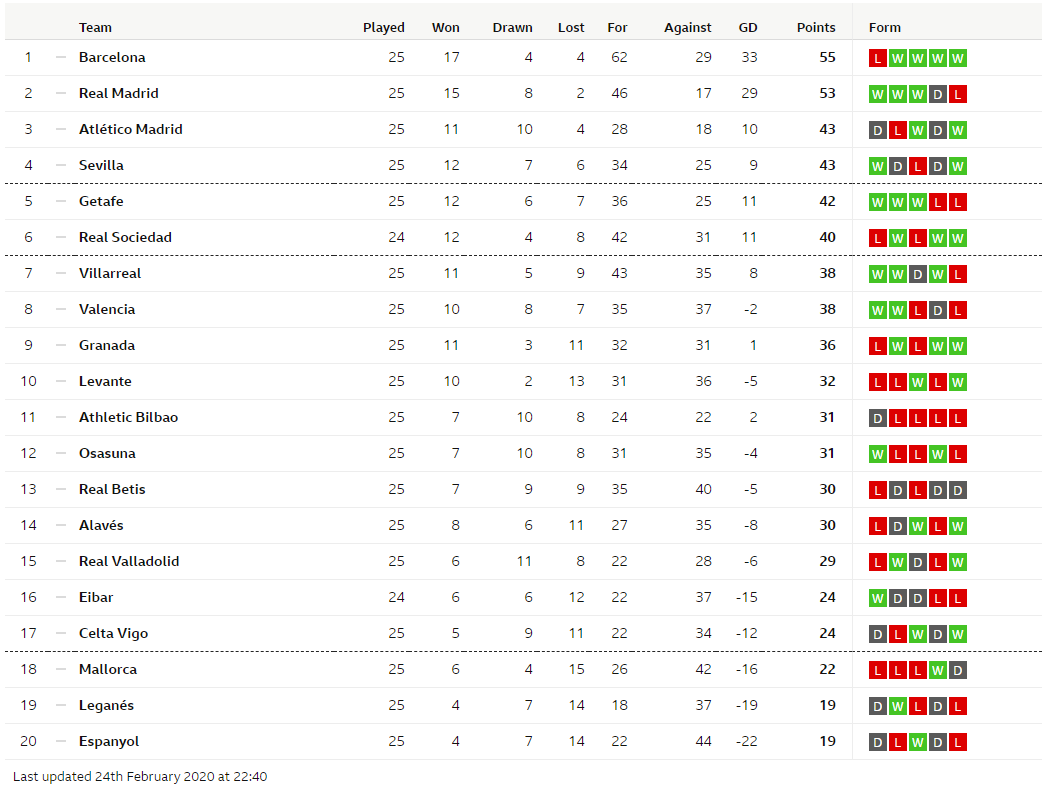 Team Played Won Drawn Lost For Against GD Points Form
1 Barcelona 25 17 4 4 62 29 33 55 L W W W W
2 Real Madrid 25 15 8 2 46 17 29 53 W W W D L
3 Atlético Madrid 25 11 10 4 28 18 10 43 D L W D W
4 Sevilla 25 12 7 6 34 25 9 43 W D L D W
5 Getafe 25 12 6 7 36 25 11 42 W W W L L
6 Real Sociedad 24 12 4 8 42 31 11 40 L W L W W
7 Villarreal 25 11 5 9 43 35 8 38 W W D W L
8 Valencia 25 10 8 7 35 37 -2 38 W W L D L
9 Granada 25 11 3 11 32 31 1 36 L W L W W
10 Levante 25 10 2 13 31 36 -5 32 L L W L W
11 Athletic Bilbao 25 7 10 8 24 22 2 31 D L L L L
12 Osasuna 25 7 10 8 31 35 -4 31 W L L W L
13 Real Betis 25 7 9 9 35 40 -5 30 L D L D D
14 Alavés 25 8 6 11 27 35 -8 30 L D W L W
15 Real Valladolid 25 6 11 8 22 28 -6 29 L W D L W
16 Eibar 24 6 6 12 22 37 -15 24 W D D L L
17 Celta Vigo 25 5 9 11 22 34 -12 24 D L W D W
18 Mallorca 25 6 4 15 26 42 -16 22 L L L W D
19 Leganés 25 4 7 14 18 37 -19 19 D W L D L
20 Espanyol 25 4 7 14 22 44 -22 19 D L W D L
Last updated 24th February 2020 at 22:40